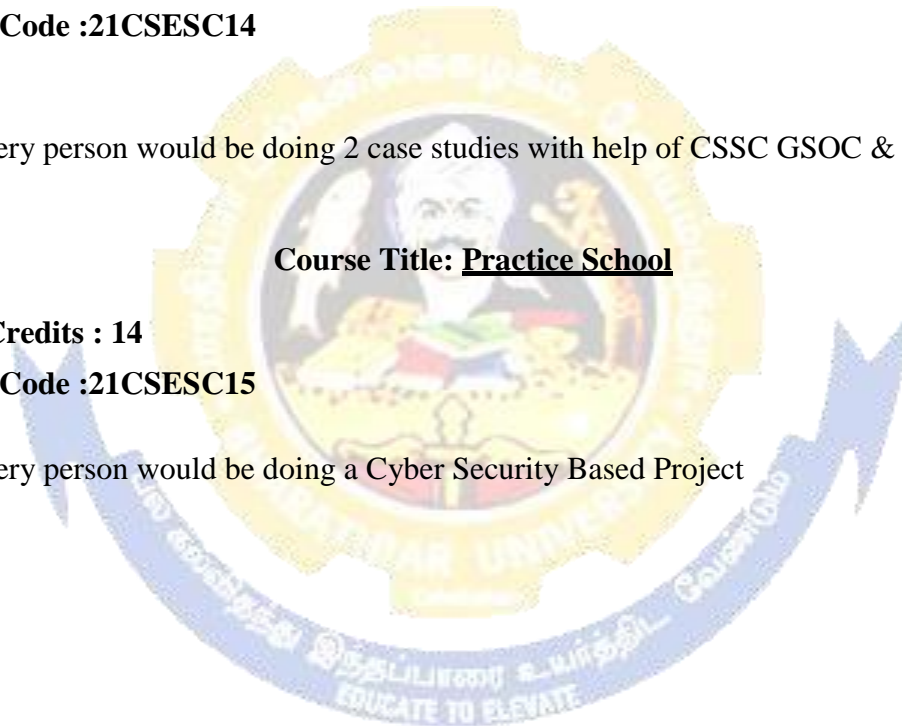 Code :21CSESC14
ery person would be doing 2 case studies with help of CSSC GSOC &
Course Title: Practice School
Credits : 14
Code :21CSESC15
ery person would be doing a Cyber Security Based Project
EDUCATE TO ELEVATE